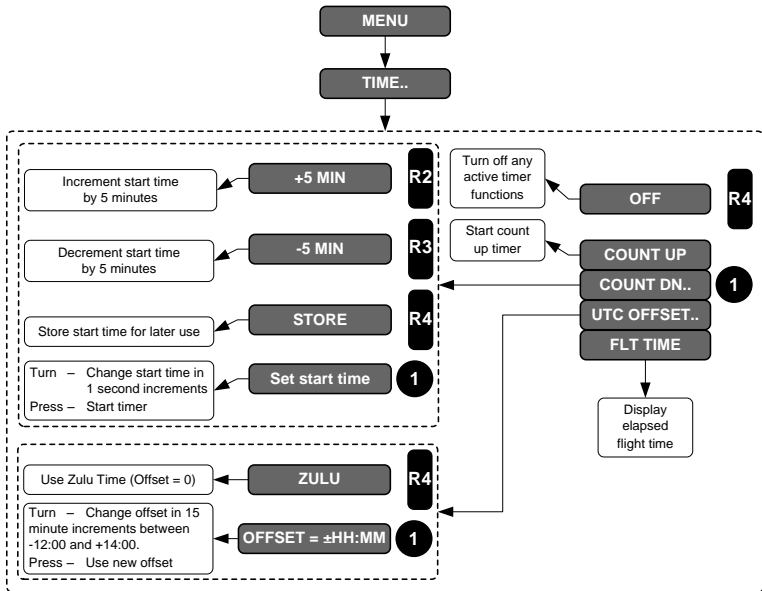 MENU
TIME..
Increment start time
by 5 minutes
+5 MIN
R2
Decrement start time
by 5 minutes
-5 MIN
R3
Store start time for later use
STORE
R4
Turn – Change start time in
1 second increments
Press – Start timer
Set start time
1
Turn off any
active timer
functions
OFF
R4
Start count
up timer
COUNT UP
COUNT DN..
1
UTC OFFSET..
FLT TIME
Display
elapsed
flight time
Use Zulu Time (Offset = 0)
ZULU
R4
Turn – Change offset in 15
minute increments between
-12:00 and +14:00.
Press – Use new offset
OFFSET = ±HH:MM
1